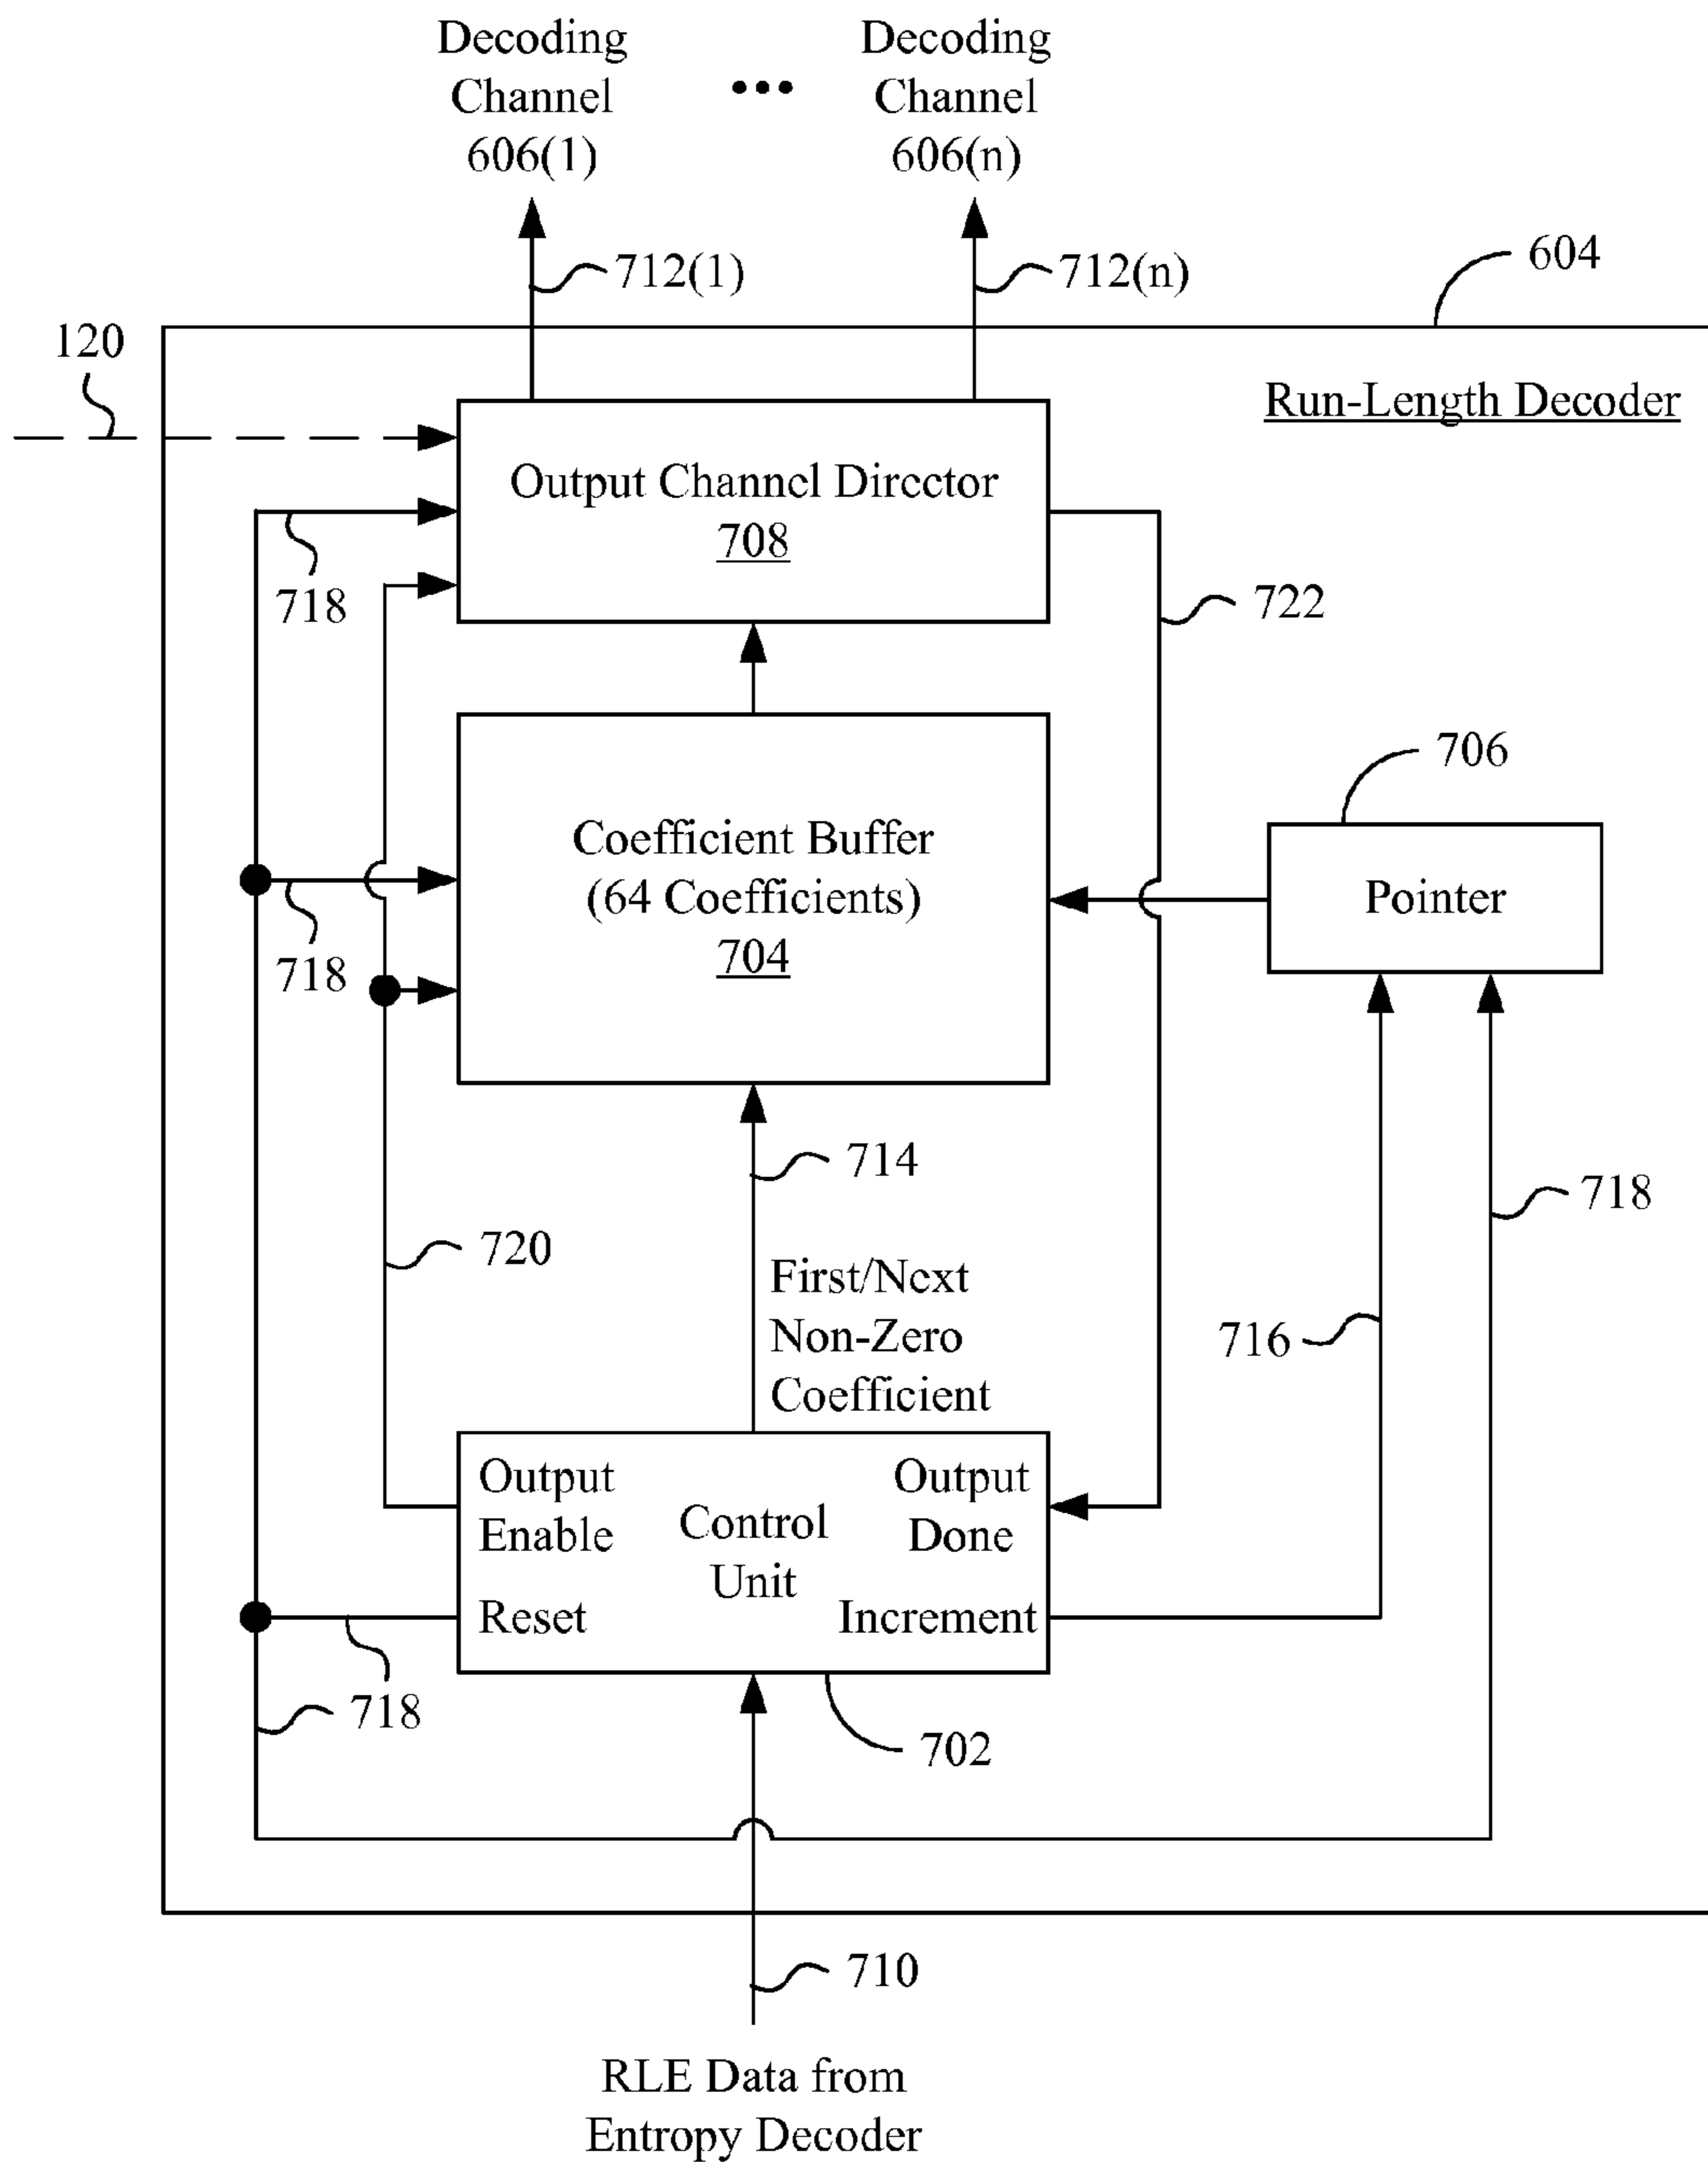 Decoding
Channel
606(1)
Decoding
Channel
606(n)
712(1)
712(n)
604
120
Run-Length Decoder
Output Channel Director
708
718
722
706
Coefficient Buffer
(64 Coefficients)
704
Pointer
718
714
718
720
First/Next
Non-Zero
Coefficient
716
Output
Enable
Control
Unit
Output
Done
Reset
Increment
718
702
710
RLE Data from
Entropy Decoder